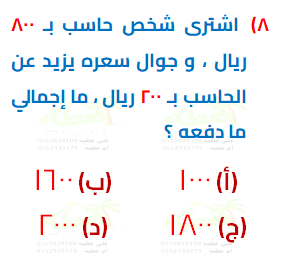 ٨) اشترى شخص حاسب بـ ٨٠٠
ريال ، و جوال سعره يزيد عن
الحاسب بـ ٢٠٠ ريال ، ما إجمالي
ما دفعه ؟
(أ) ١٠٠٠ (ب) ١٦٠٠
(ج) ١٨٠٠ (د) ٢٠٠٠